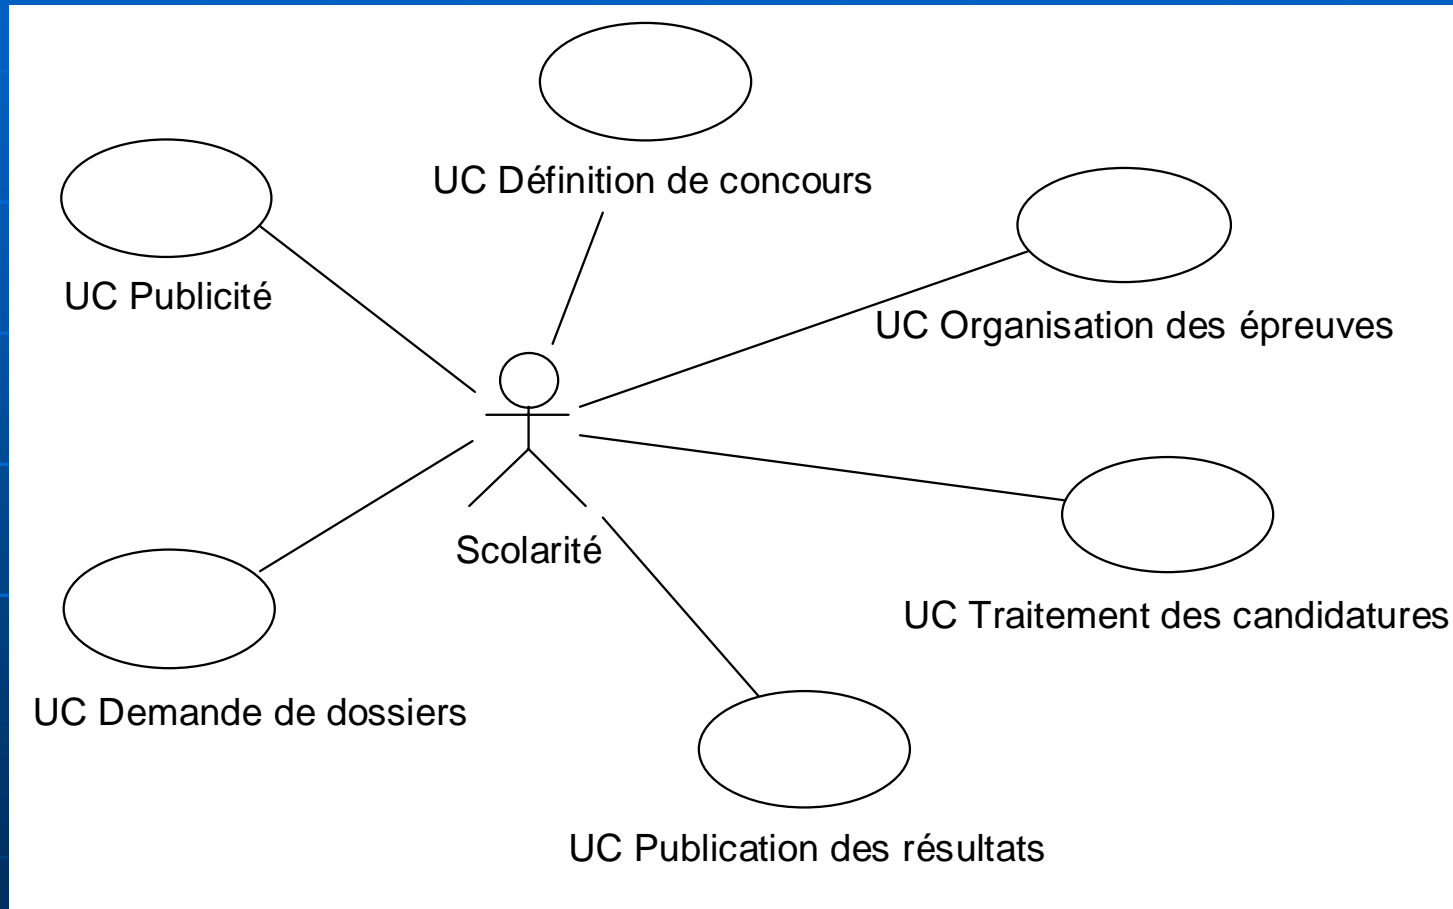 UC Définition de concours
UC Publicité
UC Organisation des épreuves
Scolarité
UC Traitement des candidatures
UC Demande de dossiers
UC Publication des résultats